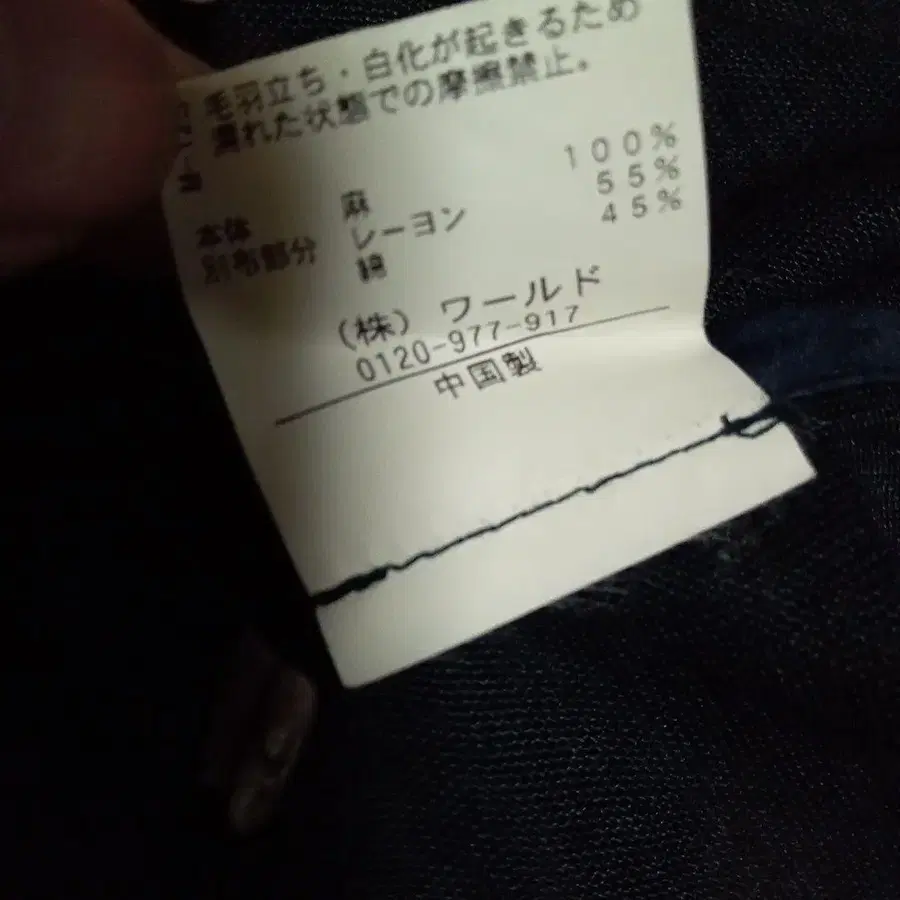 毛羽立ち・白化が起きるため
濡れた状態での摩擦禁止。
本体 麻 100%
別布部分 レーヨン 55%
綿 45%
(株) ワールド
0120-977-917
中国製